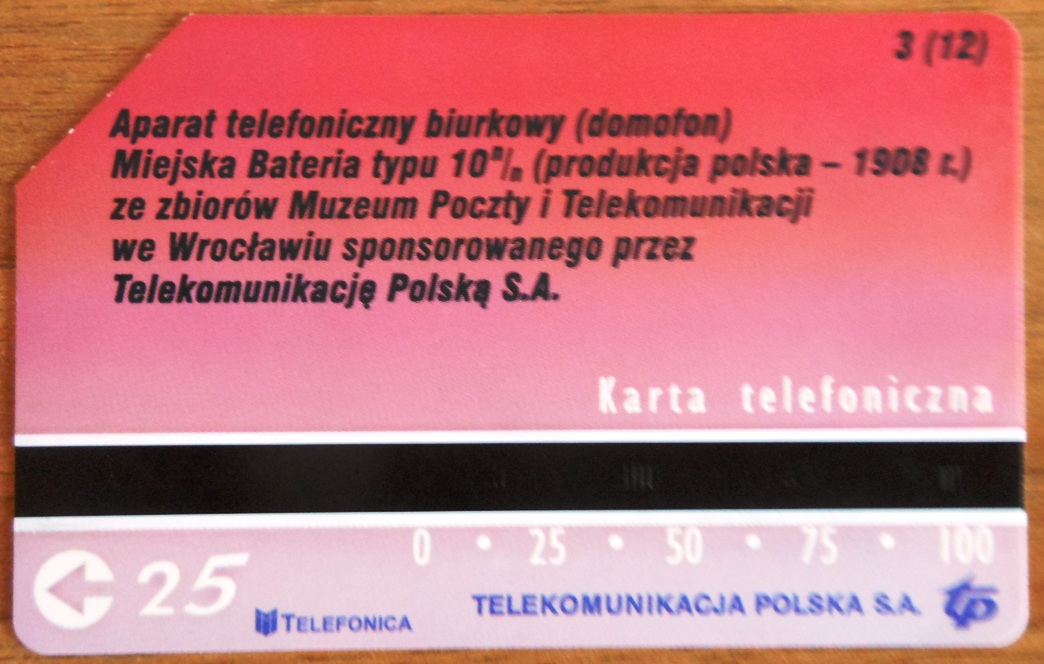 3 (12)
Aparat telefoniczny biurkowy (domofon)
Miejska Bateria typu 10ⁿ/ₙ (produkcja polska – 1908 r.)
ze zbiorów Muzeum Poczty i Telekomunikacji
we Wrocławiu sponsorowanego przez
Telekomunikację Polską S.A.
Karta telefoniczna
0 • 25 • 50 • 75 • 100
25
TELEFONICA
TELEKOMUNIKACJA POLSKA S.A. tp